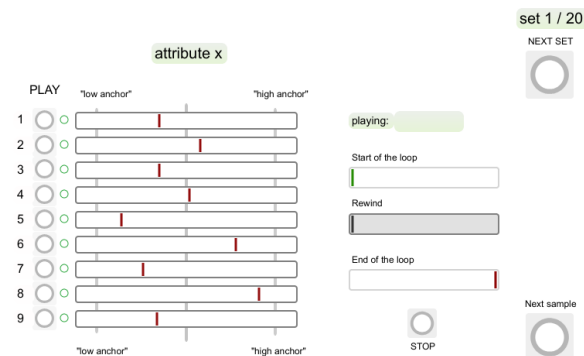 set 1 / 20
NEXT SET
attribute x
PLAY
"low anchor"
"high anchor"
1
2
3
4
5
6
7
8
9
"low anchor"
"high anchor"
playing:
Start of the loop
Rewind
End of the loop
STOP
Next sample